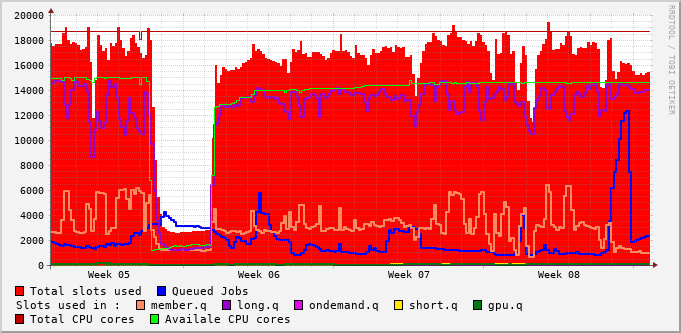 20000
18000
16000
14000
12000
10000
8000
6000
4000
2000
0
Week 05 Week 06 Week 07 Week 08
Total slots used Queued Jobs
Slots used in : member.q long.q ondemand.q short.q gpu.q
Total CPU cores Availale CPU cores
RRDTOOL / TOBI OETIKER